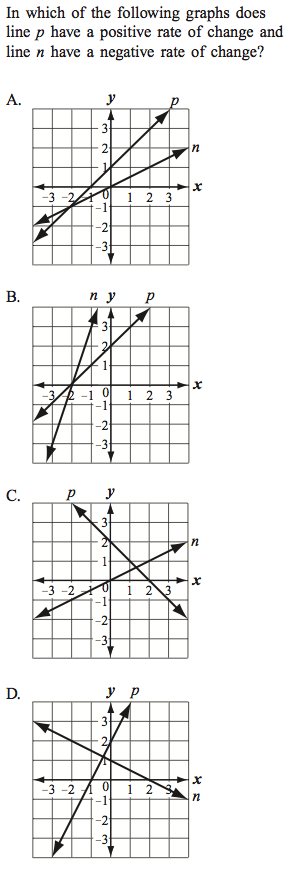 In which of the following graphs does
line p have a positive rate of change and
line n have a negative rate of change?
A.
y
p
3
2
1
n
x
-3 -2 -1 0 1 2 3
-1
-2
-3
B.
n y p
3
2
1
x
-3 -2 -1 0 1 2 3
-1
-2
-3
C.
p y
3
2
1
n
x
-3 -2 -1 0 1 2 3
-1
-2
-3
D.
y p
3
2
1
x
-3 -2 -1 0 1 2 3
n
-1
-2
-3